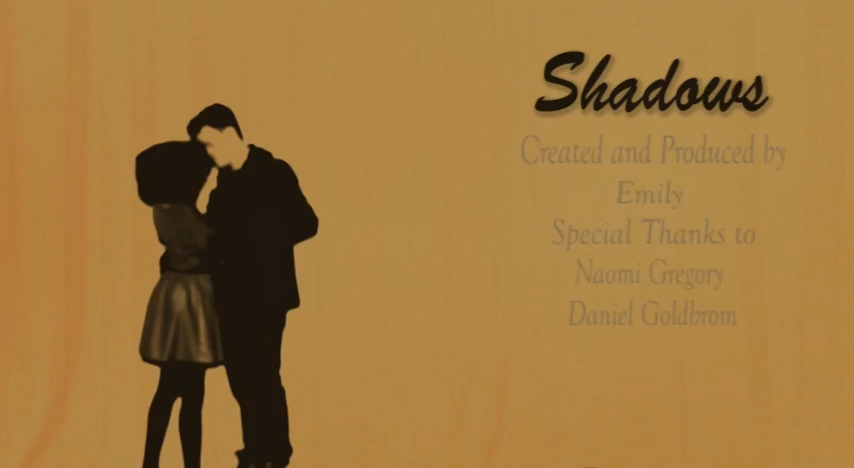 Shadows
Created and Produced by
Emily
Special Thanks to
Naomi Gregory
Daniel Goldbrom